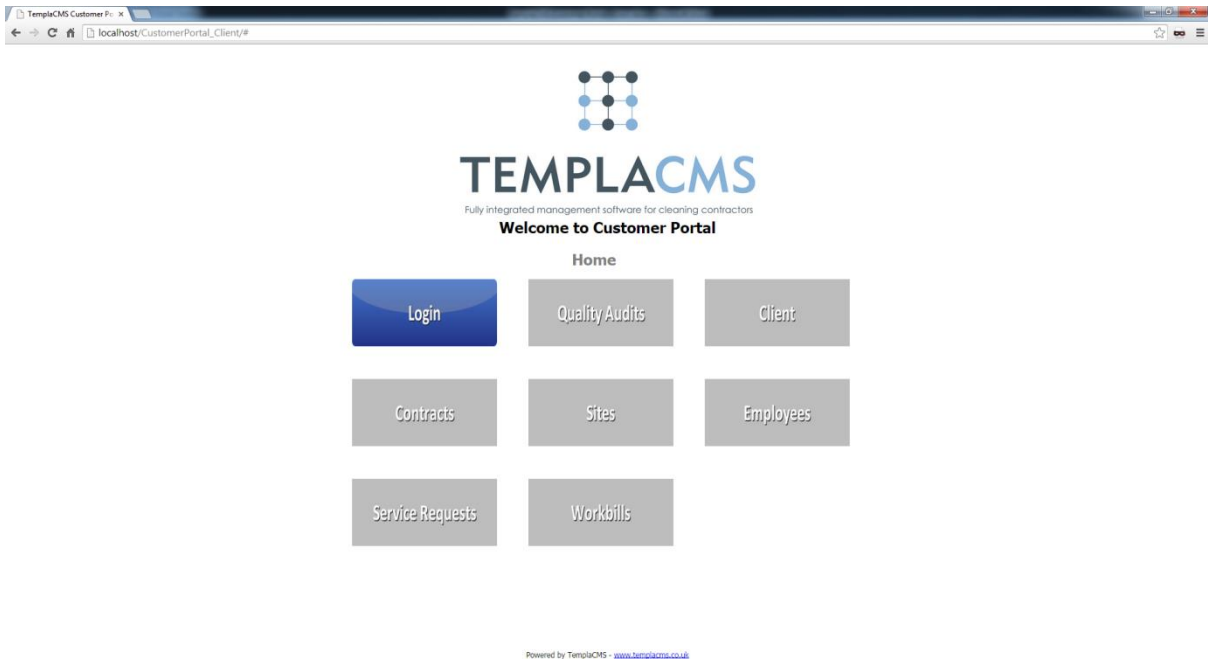 TemplaCMS Customer Po
localhost/CustomerPortal_Client/#
TEMPLACMS
Fully integrated management software for cleaning contractors
Welcome to Customer Portal
Home
Login
Quality Audits
Client
Contracts
Sites
Employees
Service Requests
Workbills
Powered by TemplaCMS - www.templacms.co.uk